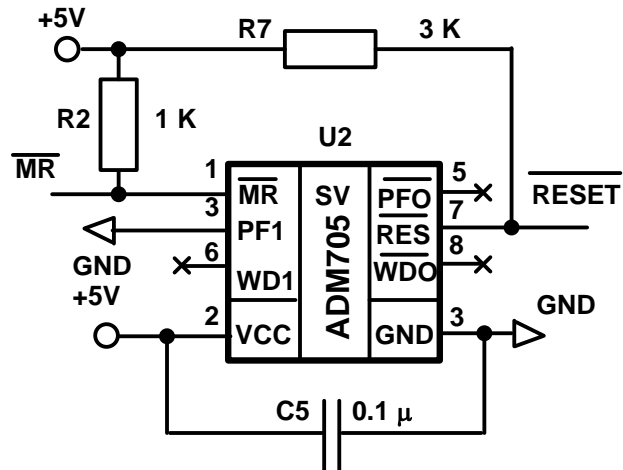 +5V
R7 3 K
R2 1 K
U2
MR
1
MR
SV
PFO
5
3
PF1
RES
7
RESET
GND
6
WD1
WDO
8
ADM705
+5V
2
VCC
GND
3
GND
C5 0.1 μ